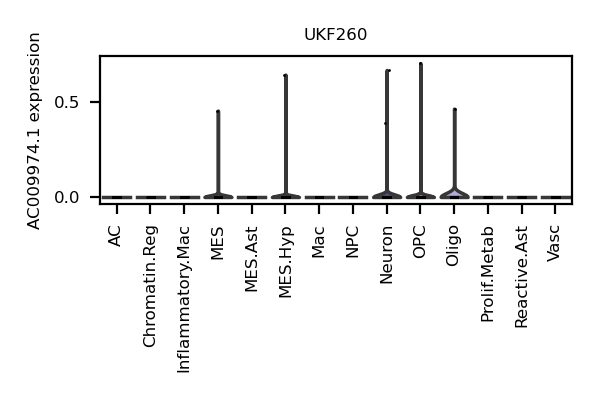 UKF260
AC009974.1 expression
0.5
0.0
AC
Chromatin.Reg
Inflammatory.Mac
MES
MES.Ast
MES.Hyp
Mac
NPC
Neuron
OPC
Oligo
Prolif.Metab
Reactive.Ast
Vasc